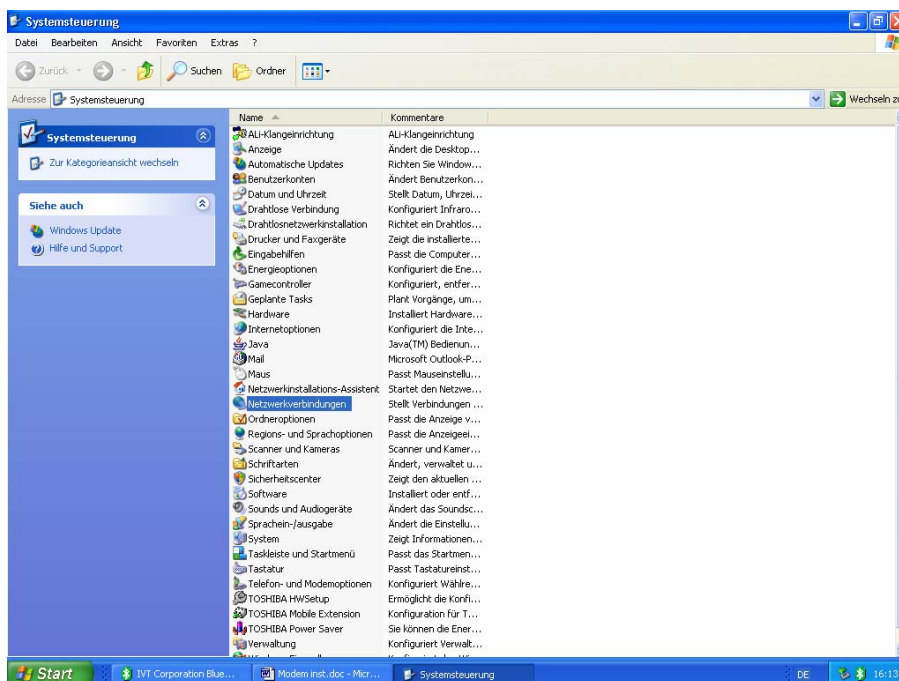 Systemsteuerung
Datei Bearbeiten Ansicht Favoriten Extras ?
Zurück Suchen Ordner
Adresse Systemsteuerung Wechseln zu
Name Kommentare
Systemsteuerung
Zur Kategorieansicht wechseln
Siehe auch
Windows Update
Hilfe und Support
ALi-Klangeinrichtung ALi-Klangeinrichtung
Anzeige Ändert die Desktop...
Automatische Updates Richten Sie Window...
Benutzerkonten Ändert Benutzerkon...
Datum und Uhrzeit Stellt Datum, Uhrzei...
Drahtlose Verbindung Konfiguriert Infraro...
Drahtlosnetzwerkinstallation Richtet ein Drahtlos...
Drucker und Faxgeräte Zeigt die installierte...
Eingabehilfen Passt die Computer...
Energieoptionen Konfiguriert die Ene...
Gamecontroller Konfiguriert, entfer...
Geplante Tasks Plant Vorgänge, um...
Hardware Installiert Hardware...
Internetoptionen Konfiguriert die Inte...
Java Java(TM) Bedienun...
Mail Microsoft Outlook-P...
Maus Passt Mauseinstellu...
Netzwerkinstallations-Assistent Startet den Netzwe...
Netzwerkverbindungen Stellt Verbindungen ...
Ordneroptionen Passt die Anzeige v...
Regions- und Sprachoptionen Passt die Anzeigeei...
Scanner und Kameras Scanner und Kamer...
Schriftarten Ändert, verwaltet u...
Sicherheitscenter Zeigt den aktuellen ...
Software Installiert oder entf...
Sounds und Audiogeräte Ändert das Soundsc...
Sprachein-/ausgabe Ändert die Einstellu...
System Zeigt Informationen...
Taskleiste und Startmenü Passt das Startmen...
Tastatur Passt Tastatureinst...
Telefon- und Modemoptionen Konfiguriert Wählre...
TOSHIBA HWSetup Ermöglicht die Konfi...
TOSHIBA Mobile Extension Konfiguration für T...
TOSHIBA Power Saver Sie können die Ener...
Verwaltung Konfiguriert Verwalt...
Start IVT Corporation Blue... Modem inst.doc - Micr... Systemsteuerung DE 16:13